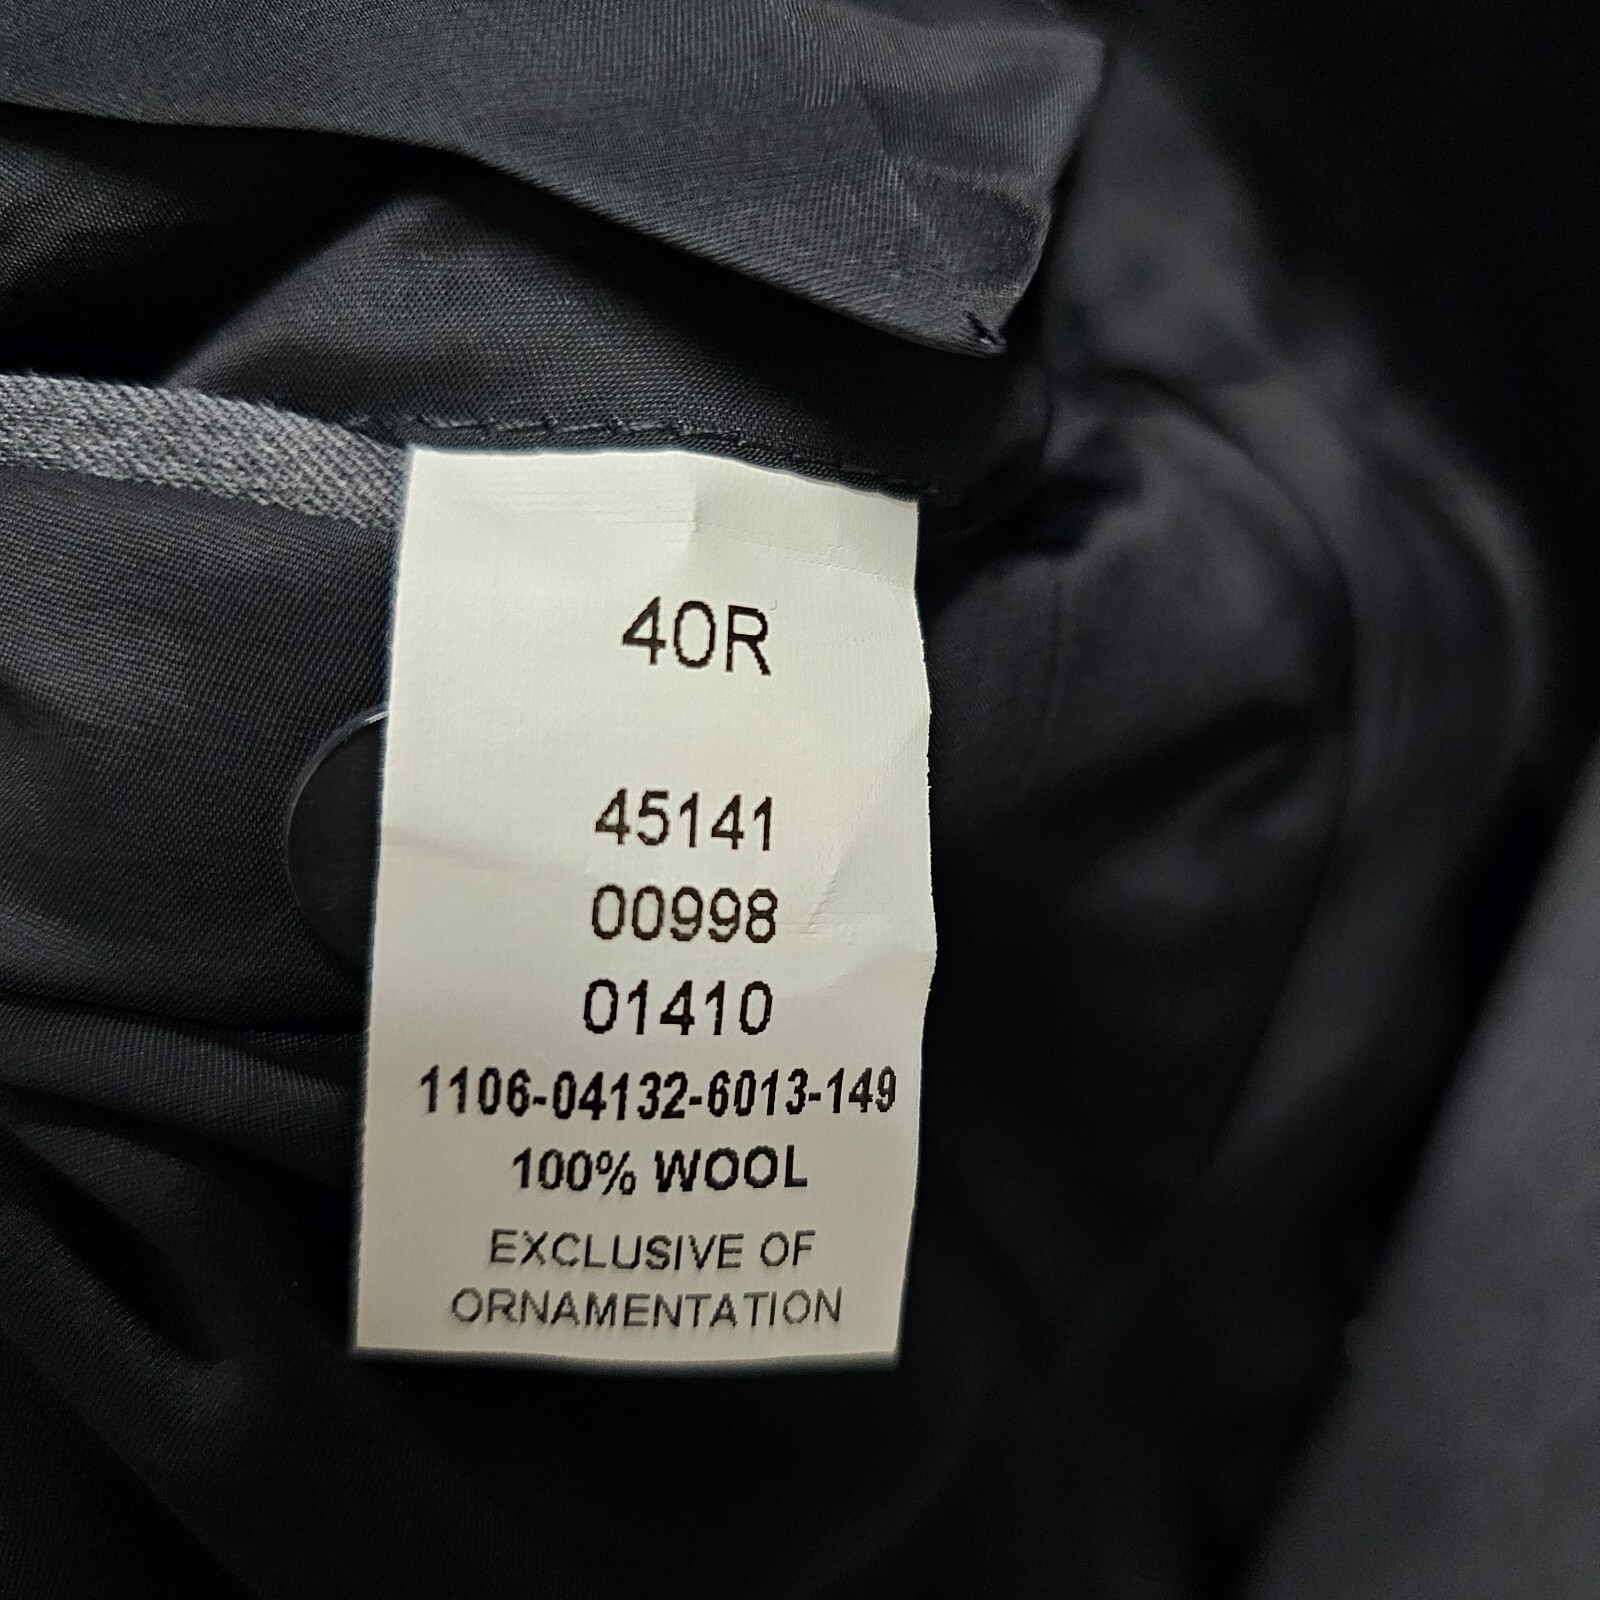 40R
45141
00998
01410
1106-04132-6013-149
100% WOOL
EXCLUSIVE OF
ORNAMENTATION